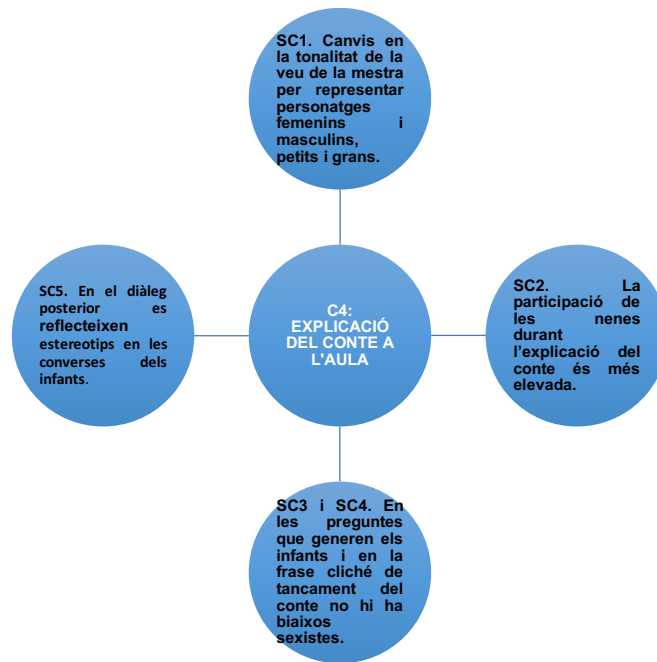 SC1. Canvis en
la tonalitat de la
veu de la mestra
per representar
personatges
femenins i
masculins,
petits i grans.
SC5. En el diàleg
posterior es
reflecteixen
estereotips en les
converses dels
infants.
C4:
EXPLICACIÓ
DEL CONTE A
L'AULA
SC2. La
participació de
les nenes
durant
l’explicació del
conte és més
elevada.
SC3 i SC4. En
les preguntes
que generen els
infants i en la
frase cliché de
tancament del
conte no hi ha
biaixos
sexistes.